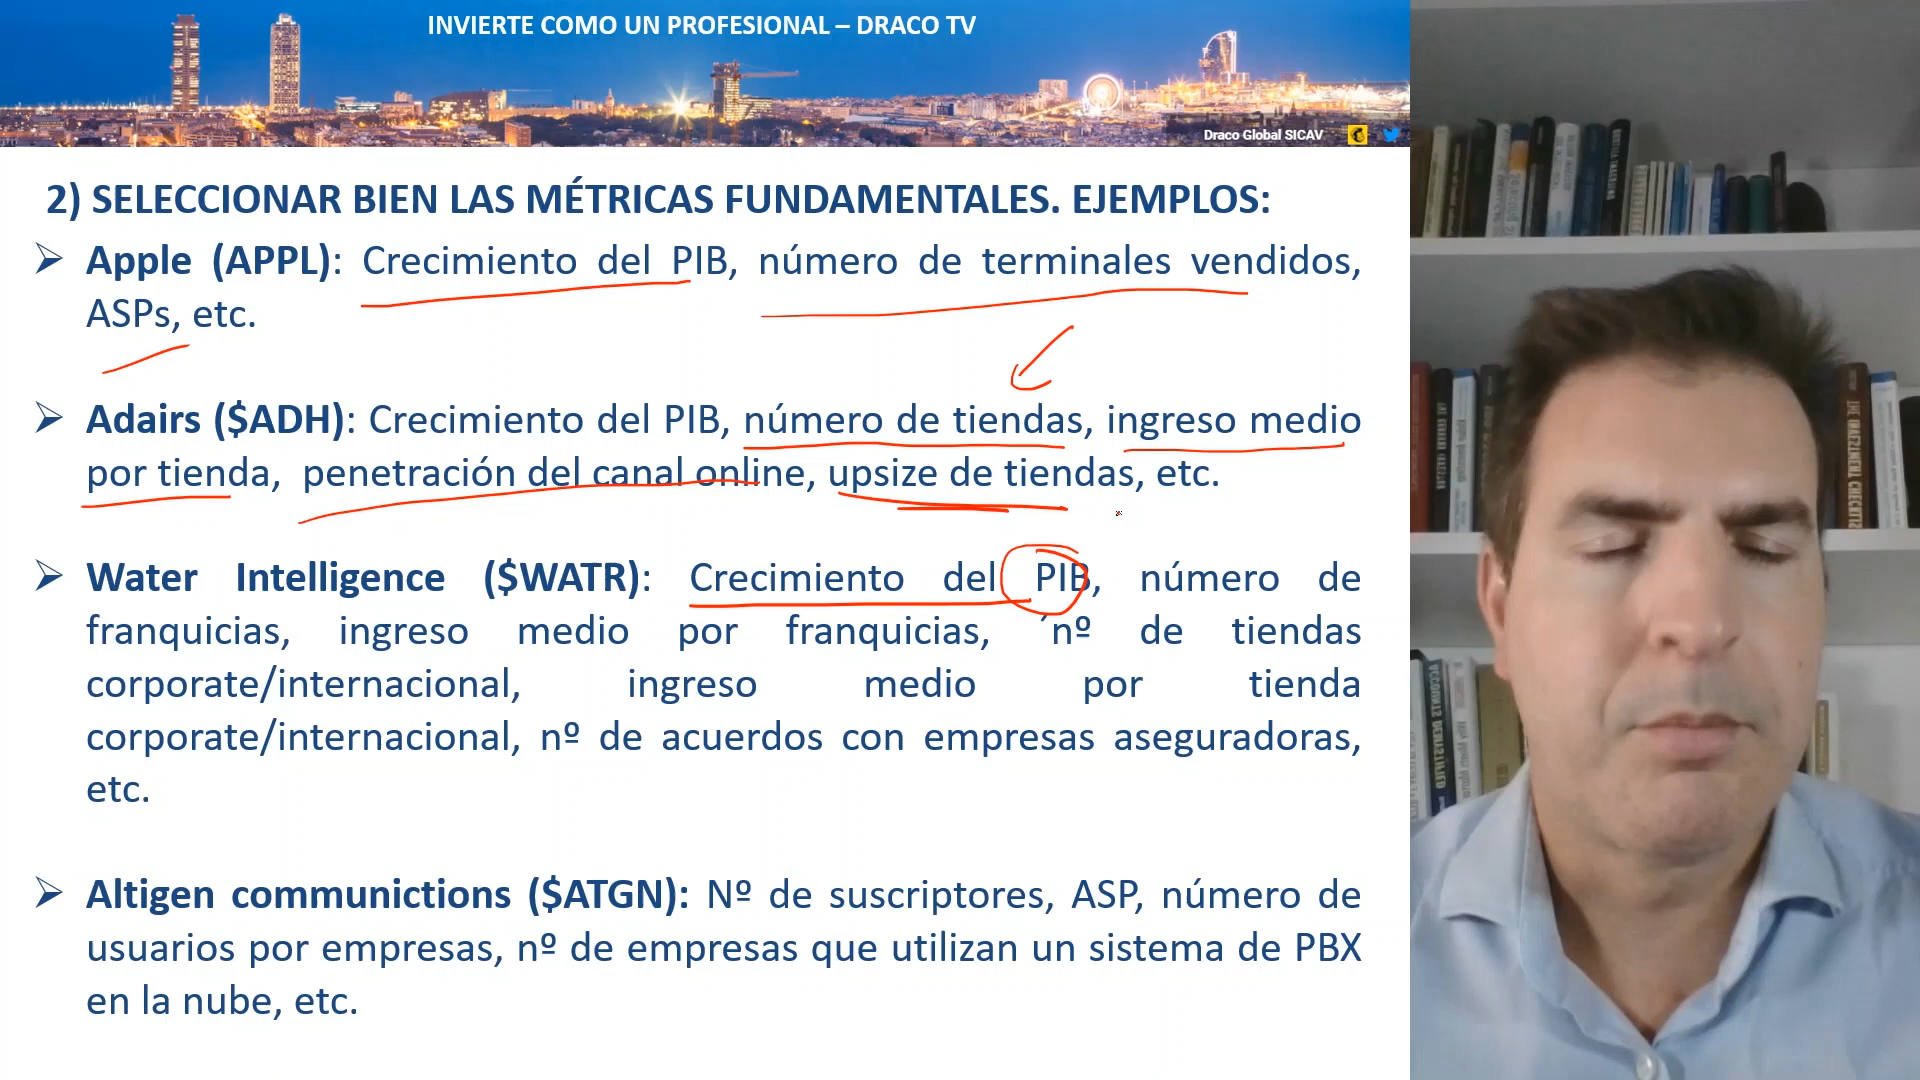 INVIERTE COMO UN PROFESIONAL – DRACO TV
Draco Global SICAV
2) SELECCIONAR BIEN LAS MÉTRICAS FUNDAMENTALES. EJEMPLOS:
Apple (APPL): Crecimiento del PIB, número de terminales vendidos,
ASPs, etc.
Adairs ($ADH): Crecimiento del PIB, número de tiendas, ingreso medio
por tienda, penetración del canal online, upsize de tiendas, etc.
Water Intelligence ($WATR): Crecimiento del PIB, número de
franquicias, ingreso medio por franquicias, ´nº de tiendas
corporate/internacional, ingreso medio por tienda
corporate/internacional, nº de acuerdos con empresas aseguradoras,
etc.
Altigen communictions ($ATGN): Nº de suscriptores, ASP, número de
usuarios por empresas, nº de empresas que utilizan un sistema de PBX
en la nube, etc.